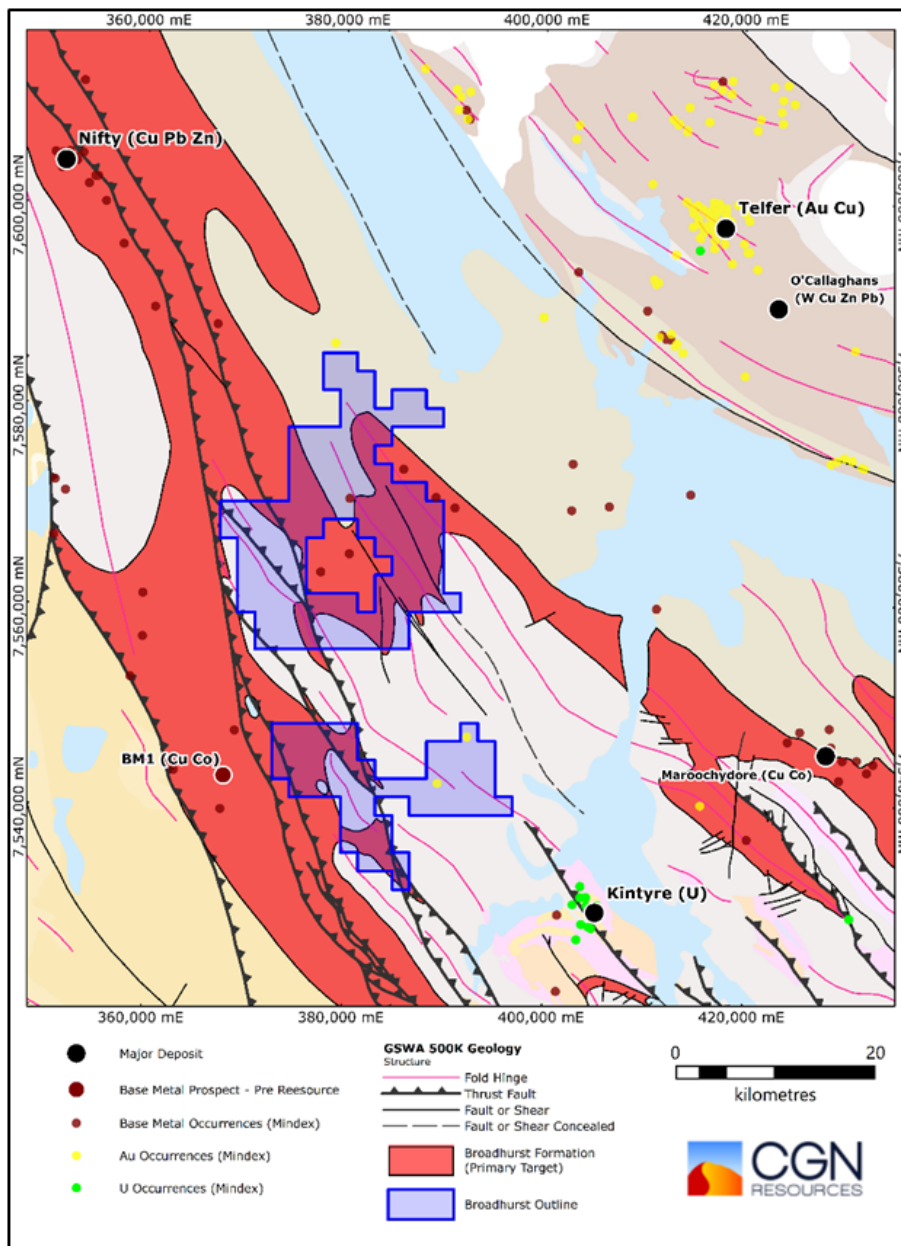 360,000 mE
380,000 mE
400,000 mE
420,000 mE
Nifty (Cu Pb Zn)
7,600,000 mN
Telfer (Au Cu)
O'Callaghans
(W Cu Zn Pb)
7,580,000 mN
7,560,000 mN
BM1 (Cu Co)
Maroochydore (Cu Co)
7,540,000 mN
Kintyre (U)
360,000 mE
380,000 mE
400,000 mE
420,000 mE
Major Deposit
Base Metal Prospect - Pre Reesource
Base Metal Occurrences (Mindex)
Au Occurrences (Mindex)
U Occurrences (Mindex)
GSWA 500K Geology
Structure
Fold Hinge
Thrust Fault
Fault or Shear
Fault or Shear Concealed
Broadhurst Formation
(Primary Target)
Broadhurst Outline
0
20
kilometres
CGN
RESOURCES